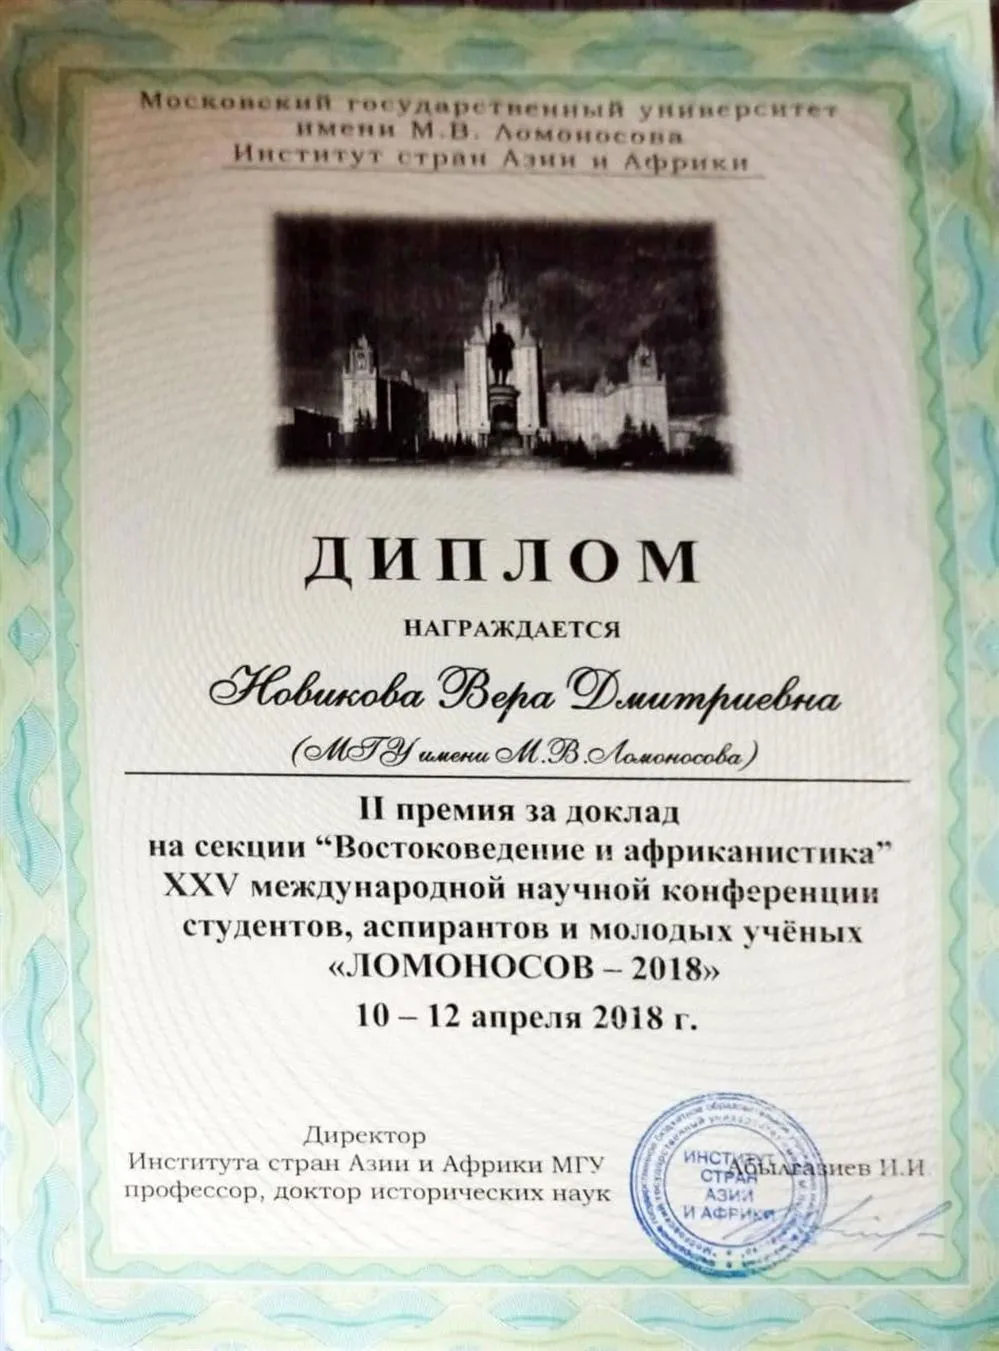 Московский государственный университет
имени М.В. Ломоносова
Институт стран Азии и Африки
ДИПЛОМ
НАГРАЖДАЕТСЯ
Новикова Вера Дмитриевна
(МГУ имени М.В.Ломоносова)
II премия за доклад
на секции “Востоковедение и африканистика”
XXV международной научной конференции
студентов, аспирантов и молодых учёных
«ЛОМОНОСОВ – 2018»
10 – 12 апреля 2018 г.
Директор
Института стран Азии и Африки МГУ
профессор, доктор исторических наук
Абылгазиев И.И
ИНСТИТУТ
СТРАН
АЗИИ
И АФРИКИ